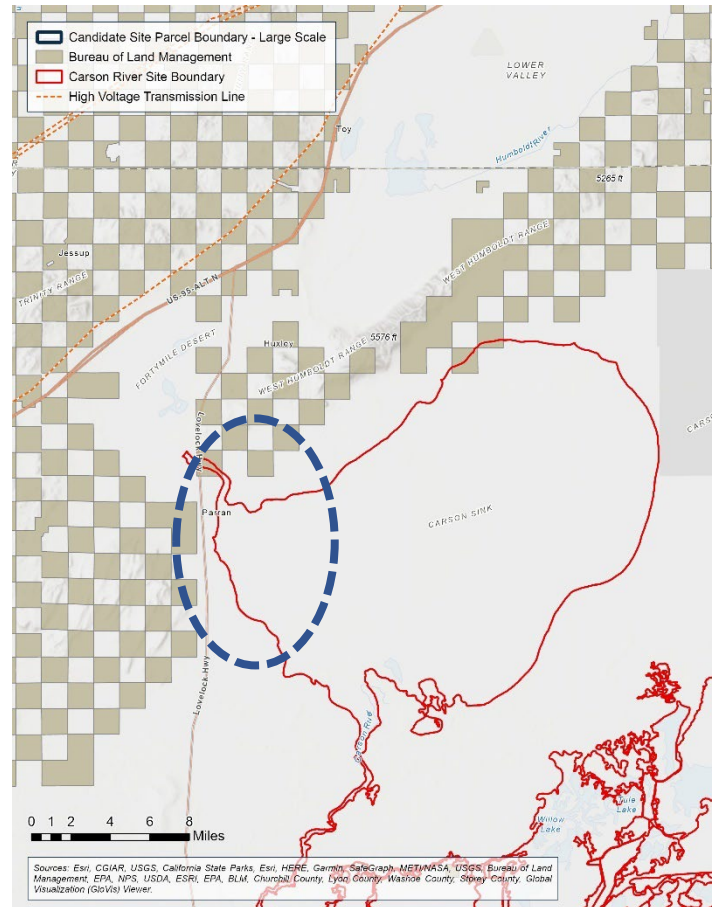 Candidate Site Parcel Boundary - Large Scale
Bureau of Land Management
Carson River Site Boundary
High Voltage Transmission Line
LOWER
VALLEY
Toy
Humboldt River
5265 ft
Jessup
TRINITY RANGE
US-95-ALT N
WEST HUMBOLDT RANGE
FORTYMILE DESERT
Huxley
5576 ft
WEST HUMBOLDT RANGE
Lovelock Hwy
CARS
Parran
CARSON SINK
Lovelock Hwy
Carson River
Willow
Lake
Lake
0 1 2 4 6 8
Miles
Sources: Esri, CGIAR, USGS, California State Parks, Esri, HERE, Garmin, SafeGraph, METI/NASA, USGS, Bureau of Land
Management, EPA, NPS, USDA, ESRI, EPA, BLM, Churchill County, Lyon County, Washoe County, Storey County, Global
Visualization (GloVis) Viewer.